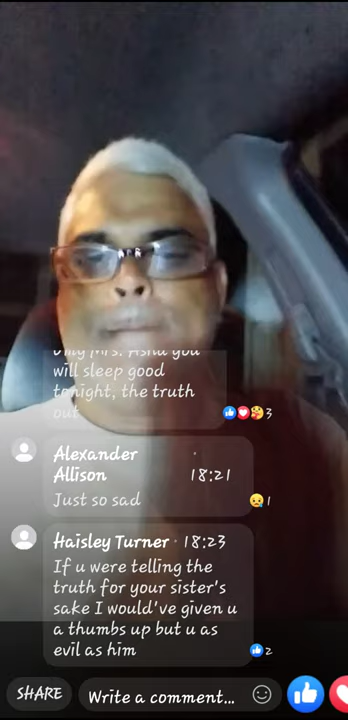 will sleep good
tonight, the truth
out
3
Alexander
Allison 18:21
Just so sad
1
Haisley Turner · 18:23
If u were telling the
truth for your sister's
sake I would've given u
a thumbs up but u as
evil as him
2
SHARE Write a comment...